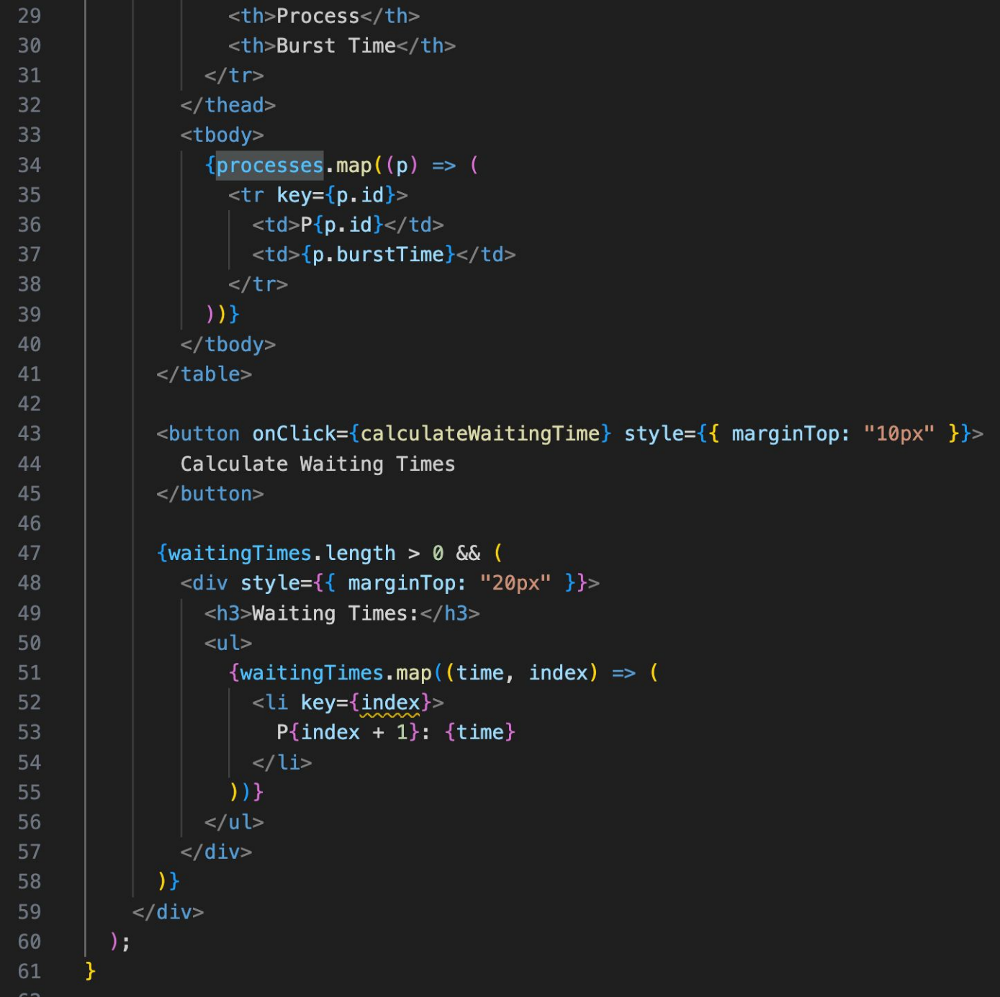 29 <th>Process</th>
30 <th>Burst Time</th>
31 </tr>
32 </thead>
33 <tbody>
34 {processes.map((p) => (
35 <tr key={p.id}>
36 <td>P{p.id}</td>
37 <td>{p.burstTime}</td>
38 </tr>
39 ))}
40 </tbody>
41 </table>
42
43 <button onClick={calculateWaitingTime} style={{ marginTop: "10px" }}>
44 Calculate Waiting Times
45 </button>
46
47 {waitingTimes.length > 0 && (
48 <div style={{ marginTop: "20px" }}>
49 <h3>Waiting Times:</h3>
50 <ul>
51 {waitingTimes.map((time, index) => (
52 <li key={index}>
53 P{index + 1}: {time}
54 </li>
55 ))}
56 </ul>
57 </div>
58 )}
59 </div>
60 );
61 }